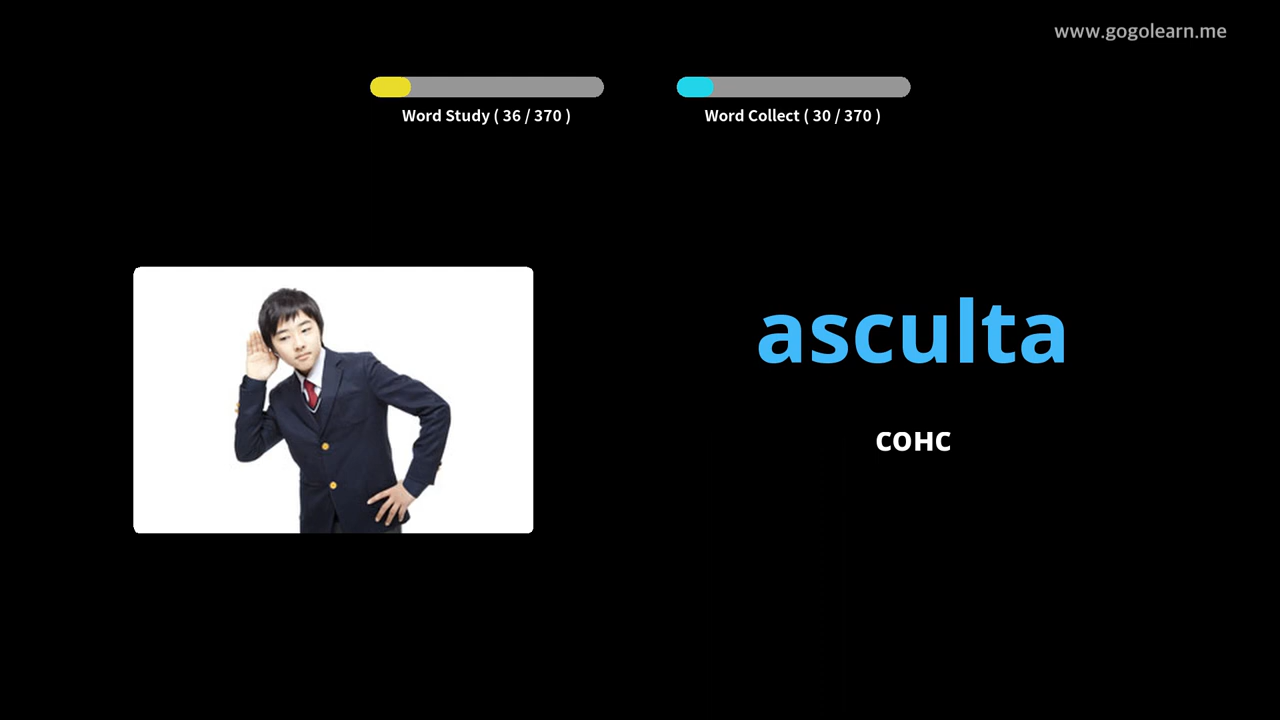 www.gogolearn.me
Word Study ( 36 / 370 )
Word Collect ( 30 / 370 )
asculta
сонс